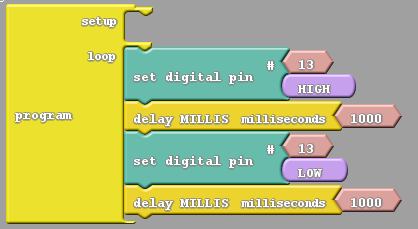 setup
loop
program
set digital pin # 13
HIGH
delay MILLIS milliseconds 1000
set digital pin # 13
LOW
delay MILLIS milliseconds 1000